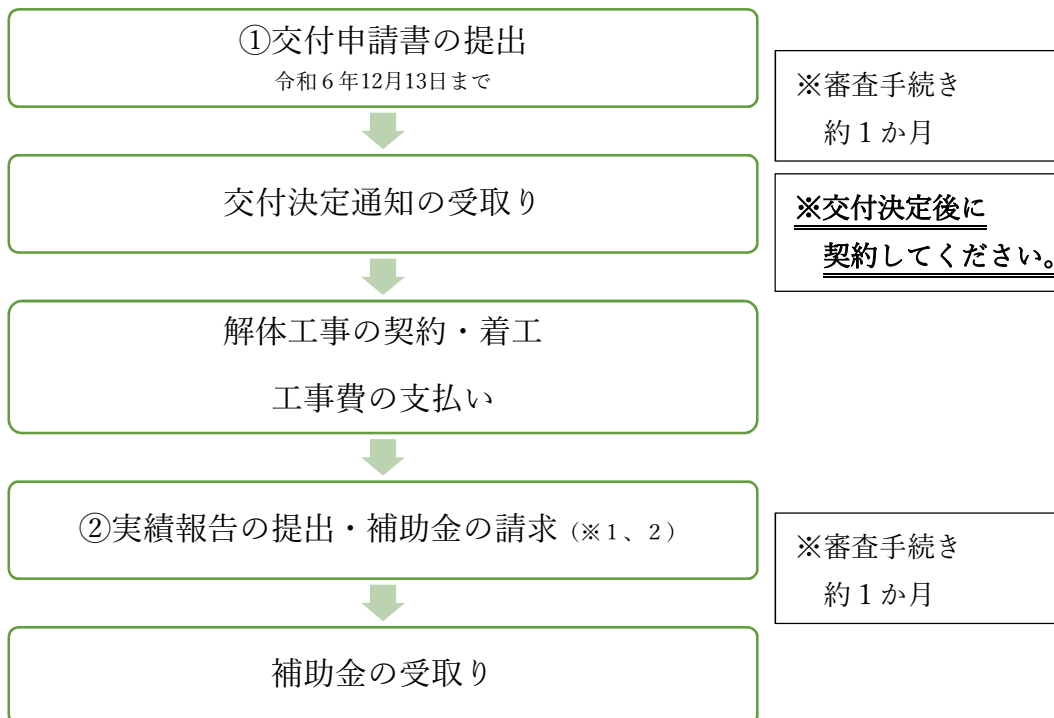 ①交付申請書の提出
令和６年12月13日まで
※審査手続き
約１か月
交付決定通知の受取り
※交付決定後に
契約してください。
解体工事の契約・着工
工事費の支払い
②実績報告の提出・補助金の請求（※１、２）
※審査手続き
約１か月
補助金の受取り